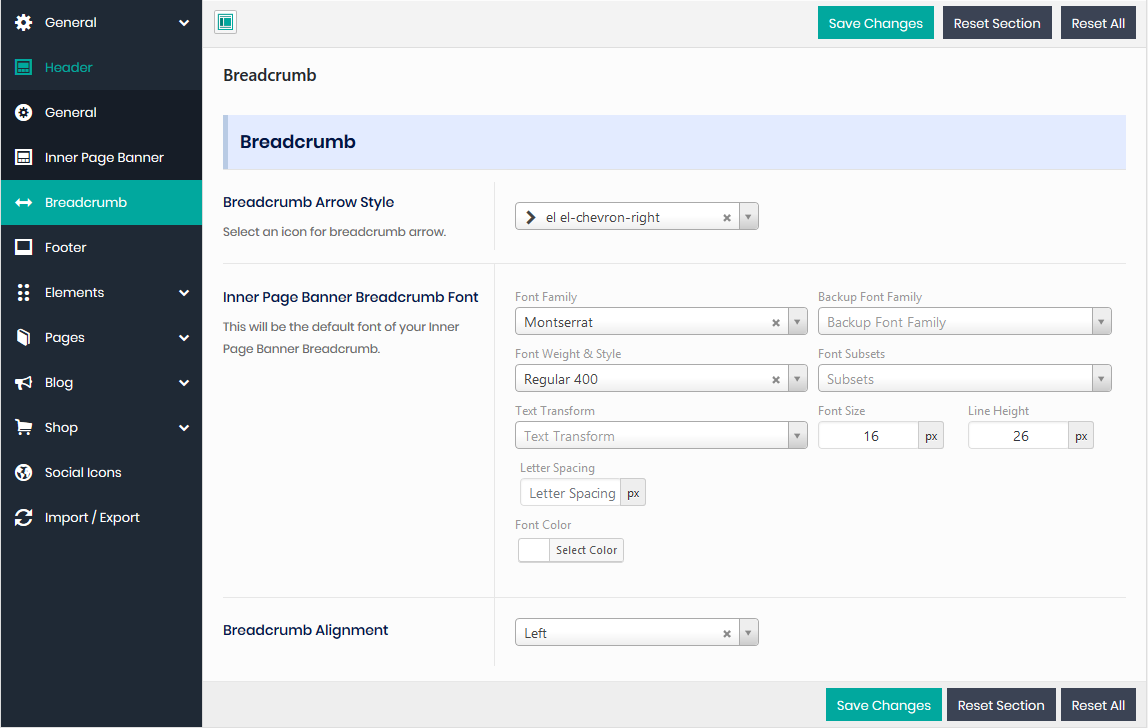 General
Header
General
Inner Page Banner
Breadcrumb
Footer
Elements
Pages
Blog
Shop
Social Icons
Import / Export
Save Changes
Reset Section
Reset All
Breadcrumb
Breadcrumb
Breadcrumb Arrow Style
Select an icon for breadcrumb arrow.
el el-chevron-right
Inner Page Banner Breadcrumb Font
This will be the default font of your Inner
Page Banner Breadcrumb.
Font Family
Montserrat
Backup Font Family
Backup Font Family
Font Weight & Style
Regular 400
Font Subsets
Subsets
Text Transform
Text Transform
Font Size
16 px
Line Height
26 px
Letter Spacing
Letter Spacing px
Font Color
Select Color
Breadcrumb Alignment
Left
Save Changes
Reset Section
Reset All